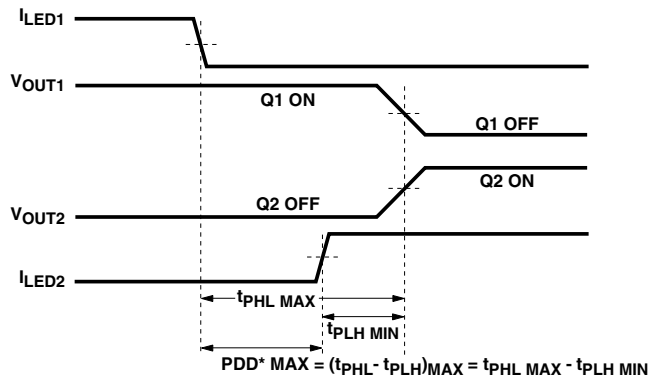 ILED1
VOUT1
Q1 ON
Q1 OFF
Q2 ON
Q2 OFF
VOUT2
ILED2
tPHL MAX
tPLH MIN
PDD* MAX = (tPHL- tPLH)MAX = tPHL MAX - tPLH MIN